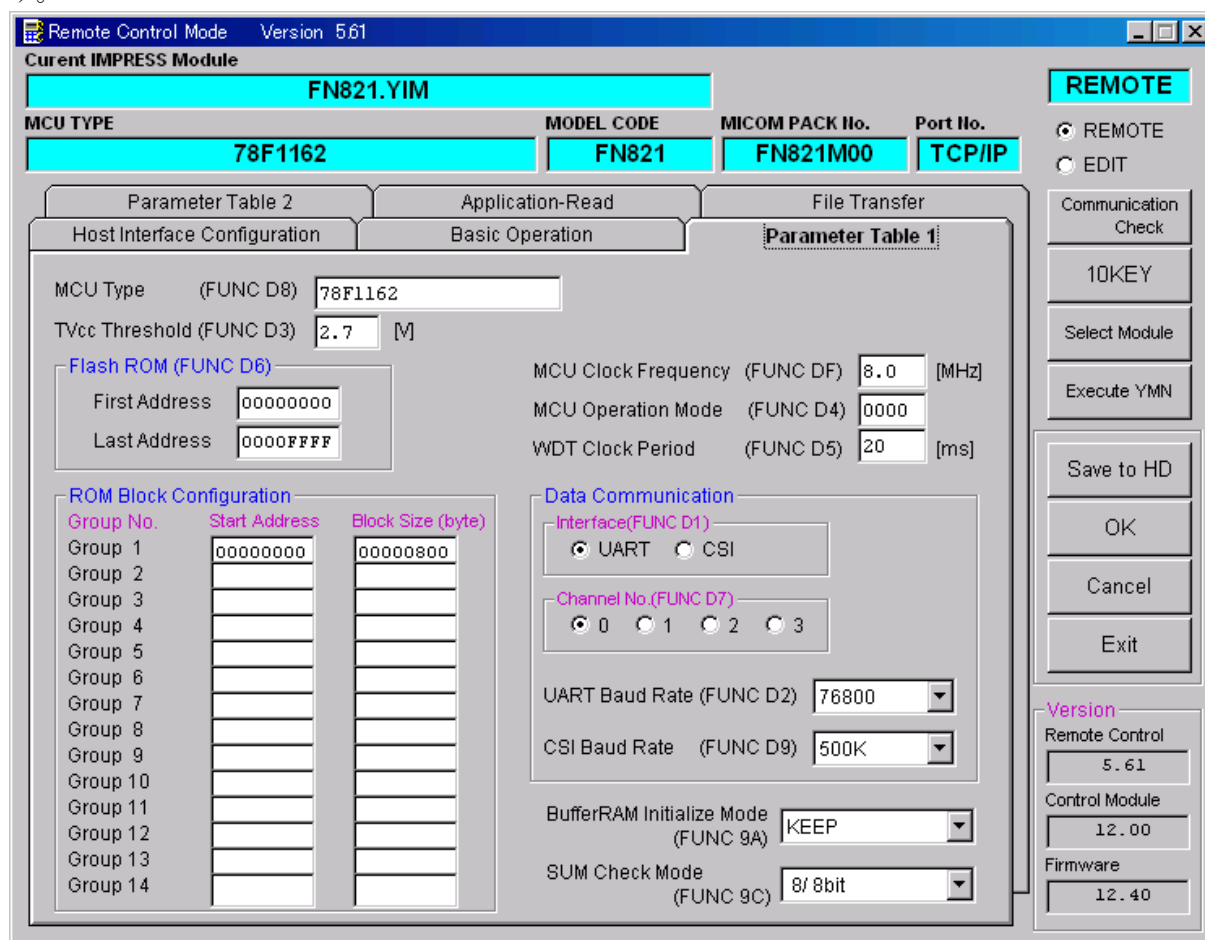 Remote Control Mode Version 5.61
Curent IMPRESS Module
FN821.YIM
MCU TYPE MODEL CODE MICOM PACK No. Port No.
78F1162 FN821 FN821M00 TCP/IP
Parameter Table 2 Application-Read File Transfer
Host Interface Configuration Basic Operation Parameter Table 1
MCU Type (FUNC D8) 78F1162
TVcc Threshold (FUNC D3) 2.7 [V]
Flash ROM (FUNC D6)
First Address 00000000
Last Address 0000FFFF
MCU Clock Frequency (FUNC DF) 8.0 [MHz]
MCU Operation Mode (FUNC D4) 0000
WDT Clock Period (FUNC D5) 20 [ms]
ROM Block Configuration
Group No. Start Address Block Size (byte)
Group 1 00000000 00000800
Group 2
Group 3
Group 4
Group 5
Group 6
Group 7
Group 8
Group 9
Group 10
Group 11
Group 12
Group 13
Group 14
Data Communication
Interface(FUNC D1)
UART CSI
Channel No.(FUNC D7)
0 1 2 3
UART Baud Rate (FUNC D2) 76800
CSI Baud Rate (FUNC D9) 500K
BufferRAM Initialize Mode
(FUNC 9A) KEEP
SUM Check Mode
(FUNC 9C) 8/ 8bit
REMOTE
REMOTE
EDIT
Communication
Check
10KEY
Select Module
Execute YMN
Save to HD
OK
Cancel
Exit
Version
Remote Control
5.61
Control Module
12.00
Firmware
12.40